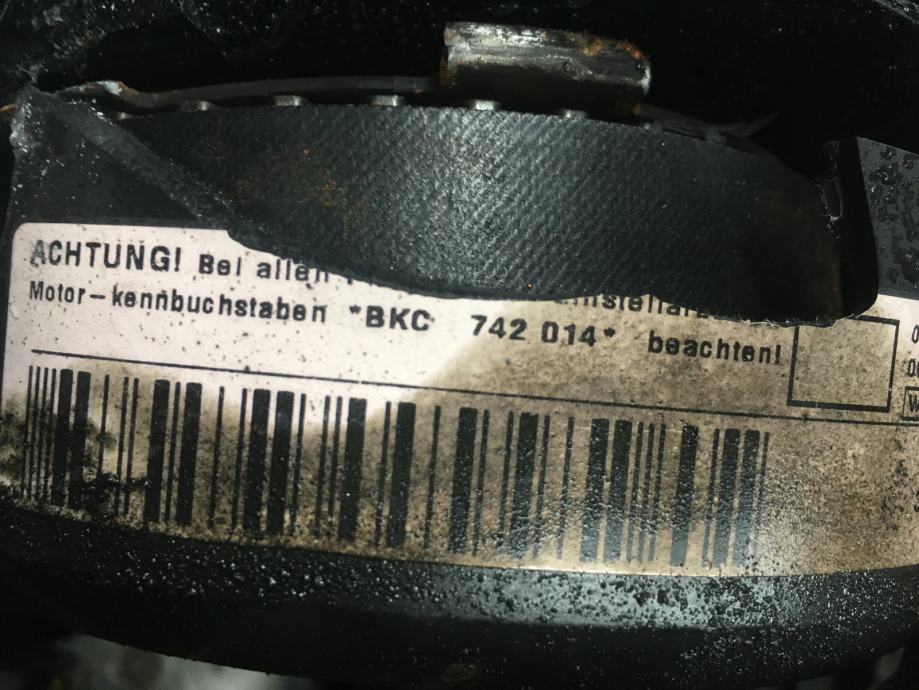 ACHTUNG! Bei allen
Motor-kennbuchstaben *BKC 742 014* beachten!